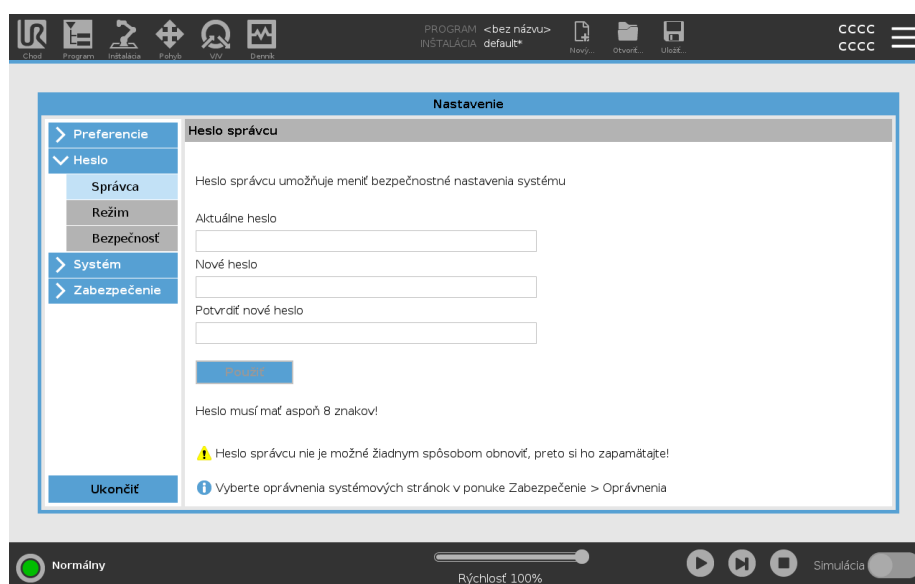 PROGRAM <bez názvu>
INŠTALÁCIA default*
Chod Program Inštalácia Pohyb V/V Denník Nový... Otvoriť... Uložiť...
cccc
cccc
Nastavenie
Preferencie
Heslo
Správca
Režim
Bezpečnosť
Systém
Zabezpečenie
Ukončiť
Heslo správcu
Heslo správcu umožňuje meniť bezpečnostné nastavenia systému
Aktuálne heslo
Nové heslo
Potvrdiť nové heslo
Použiť
Heslo musí mať aspoň 8 znakov!
Heslo správcu nie je možné žiadnym spôsobom obnoviť, preto si ho zapamätajte!
Vyberte oprávnenia systémových stránok v ponuke Zabezpečenie > Oprávnenia
Normálny
Rýchlosť 100%
Simulácia